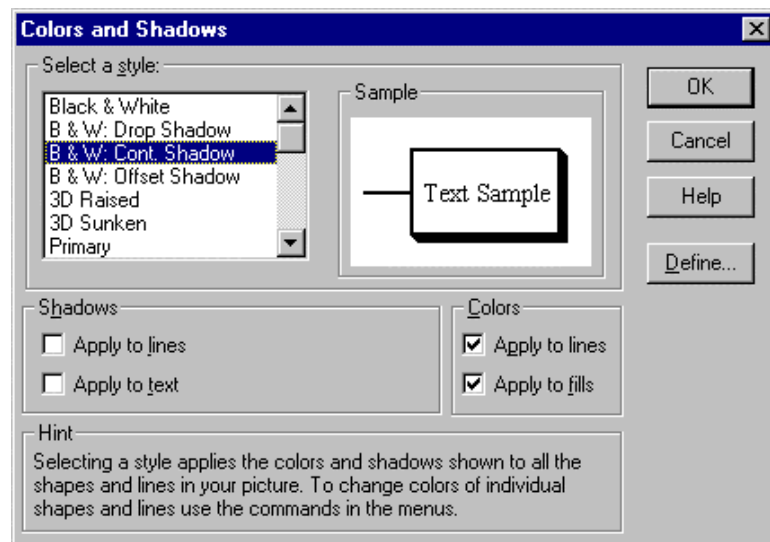 Colors and Shadows
Select a style:
Black & White
B & W: Drop Shadow
B & W: Cont. Shadow
B & W: Offset Shadow
3D Raised
3D Sunken
Primary
Sample
Text Sample
OK
Cancel
Help
Define...
Shadows
Apply to lines
Apply to text
Colors
Apply to lines
Apply to fills
Hint
Selecting a style applies the colors and shadows shown to all the
shapes and lines in your picture. To change colors of individual
shapes and lines use the commands in the menus.